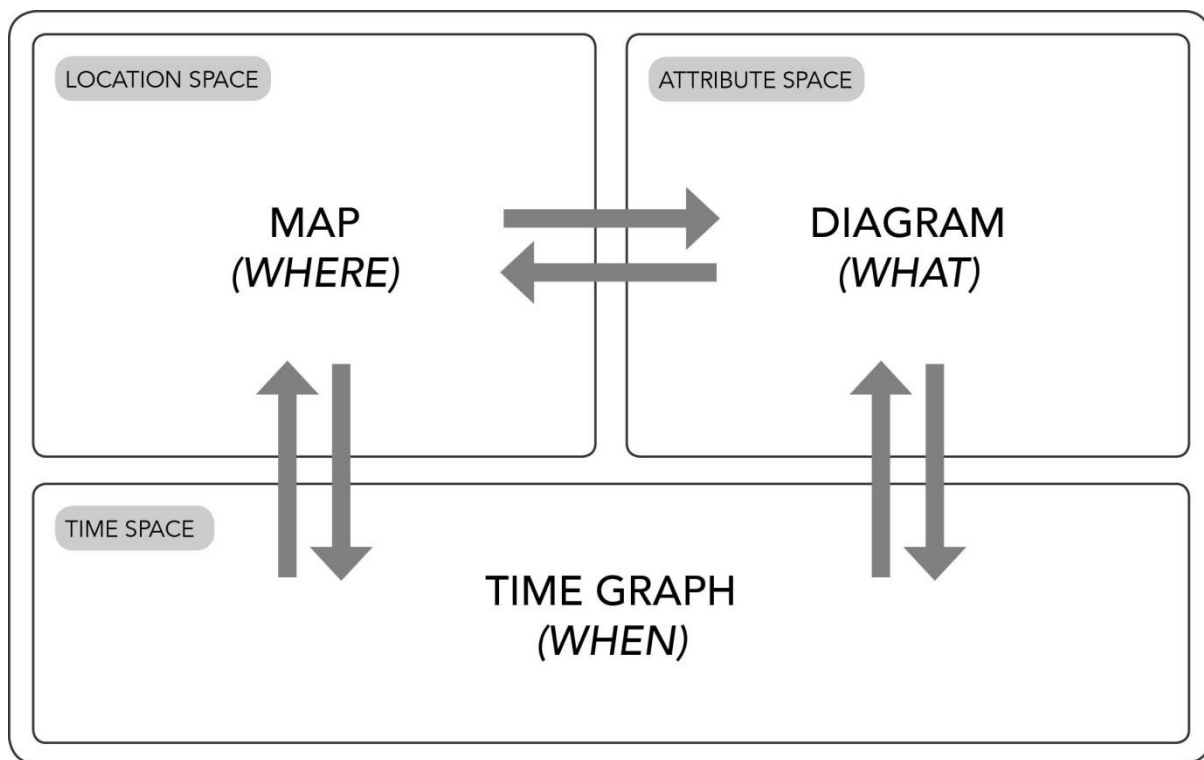 LOCATION SPACE
MAP
(WHERE)
ATTRIBUTE SPACE
DIAGRAM
(WHAT)
TIME SPACE
TIME GRAPH
(WHEN)